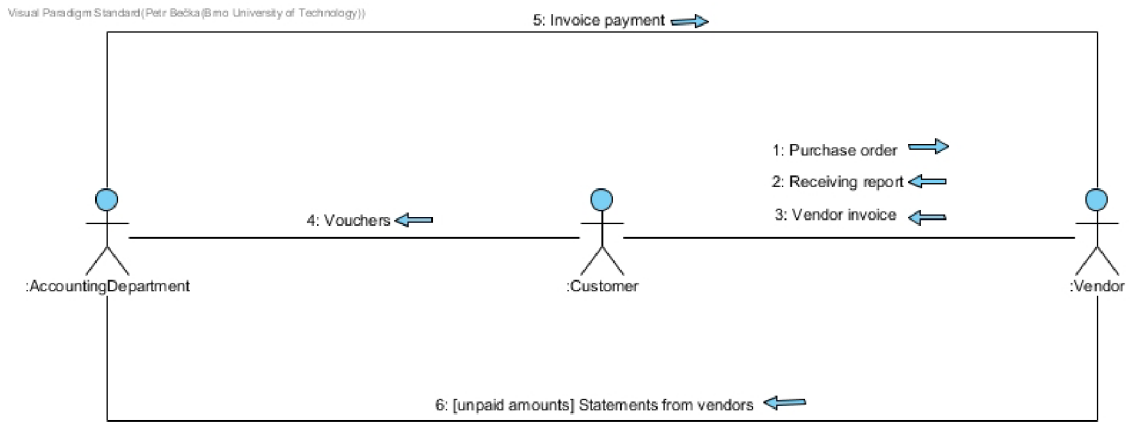 Visual Paradigm Standard(Petr Bečka(Brno University of Technology))
5: Invoice payment
1: Purchase order
2: Receiving report
3: Vendor invoice
4: Vouchers
:AccountingDepartment
:Customer
:Vendor
6: [unpaid amounts] Statements from vendors